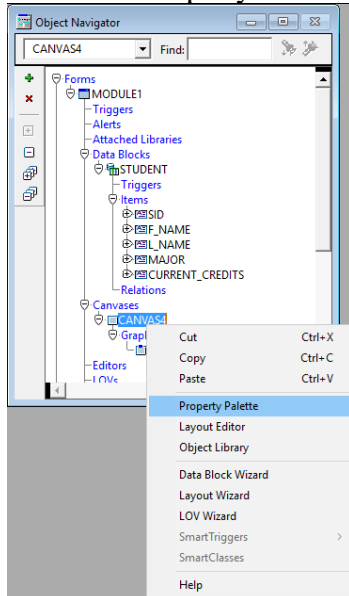 Object Navigator
CANVAS4 Find:
Forms
MODULE1
Triggers
Alerts
Attached Libraries
Data Blocks
STUDENT
Triggers
Items
SID
F_NAME
L_NAME
MAJOR
CURRENT_CREDITS
Relations
Canvases
CANVAS4
Grap
Editors
LOVs
Cut Ctrl+X
Copy Ctrl+C
Paste Ctrl+V
Property Palette
Layout Editor
Object Library
Data Block Wizard
Layout Wizard
LOV Wizard
SmartTriggers
SmartClasses
Help